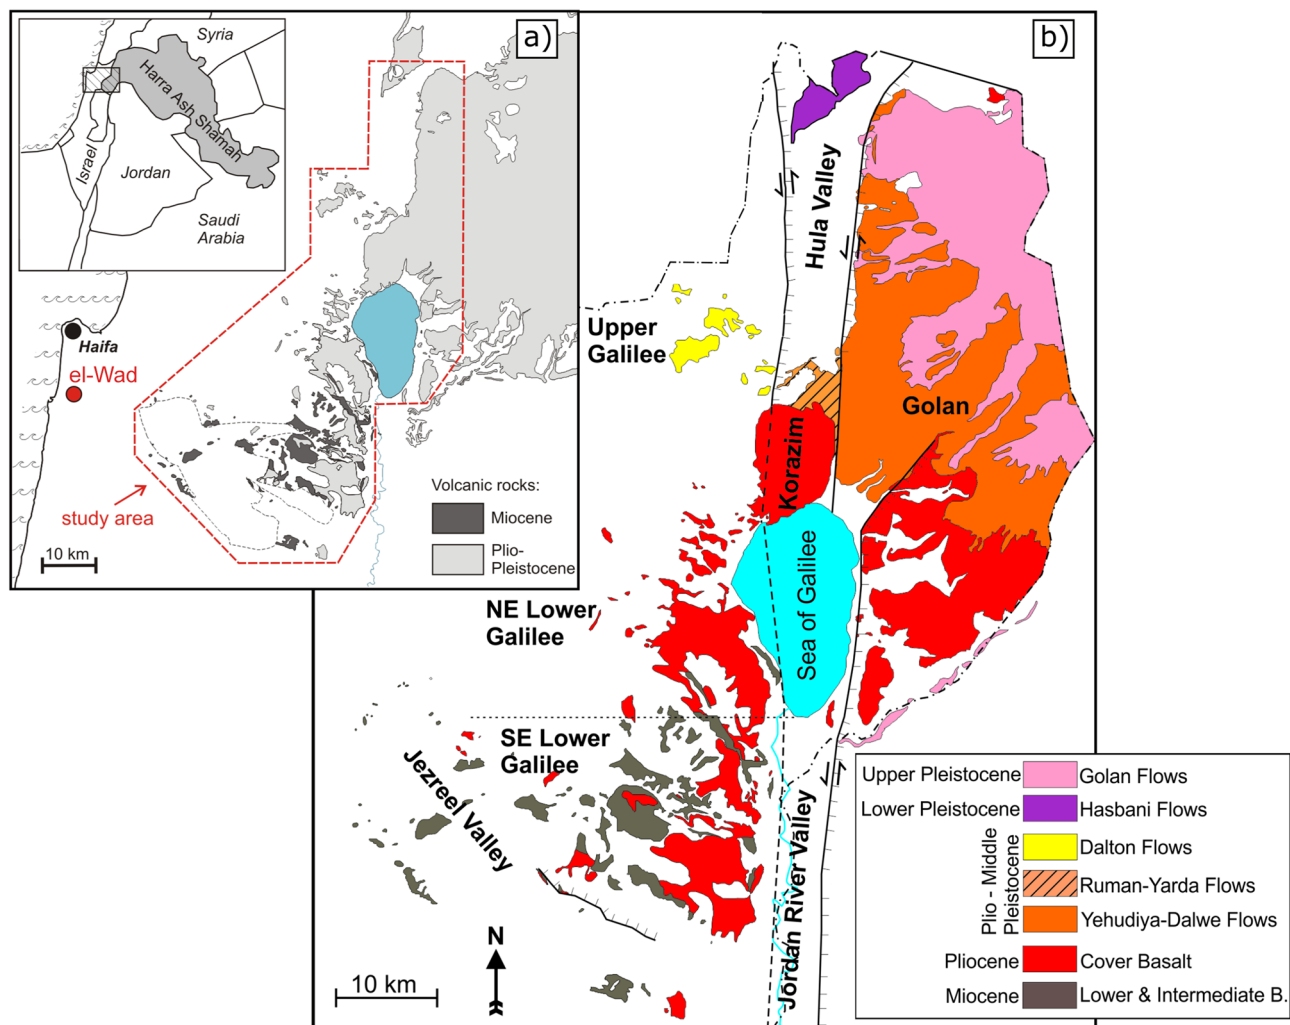 a)
Syria
Harra Ash Shamah
Israel
Jordan
Saudi
Arabia
Haifa
el-Wad
study area
10 km
Volcanic rocks:
Miocene
Plio-
Pleistocene
b)
Hula Valley
Upper
Galilee
Golan
Korazim
Sea of Galilee
NE Lower
Galilee
SE Lower
Galilee
Jezreel Valley
Jordan River Valley
N
10 km
Upper Pleistocene Golan Flows
Lower Pleistocene Hasbani Flows
Plio - Middle
Pleistocene
Dalton Flows
Ruman-Yarda Flows
Yehudiya-Dalwe Flows
Pliocene Cover Basalt
Miocene Lower & Intermediate B.